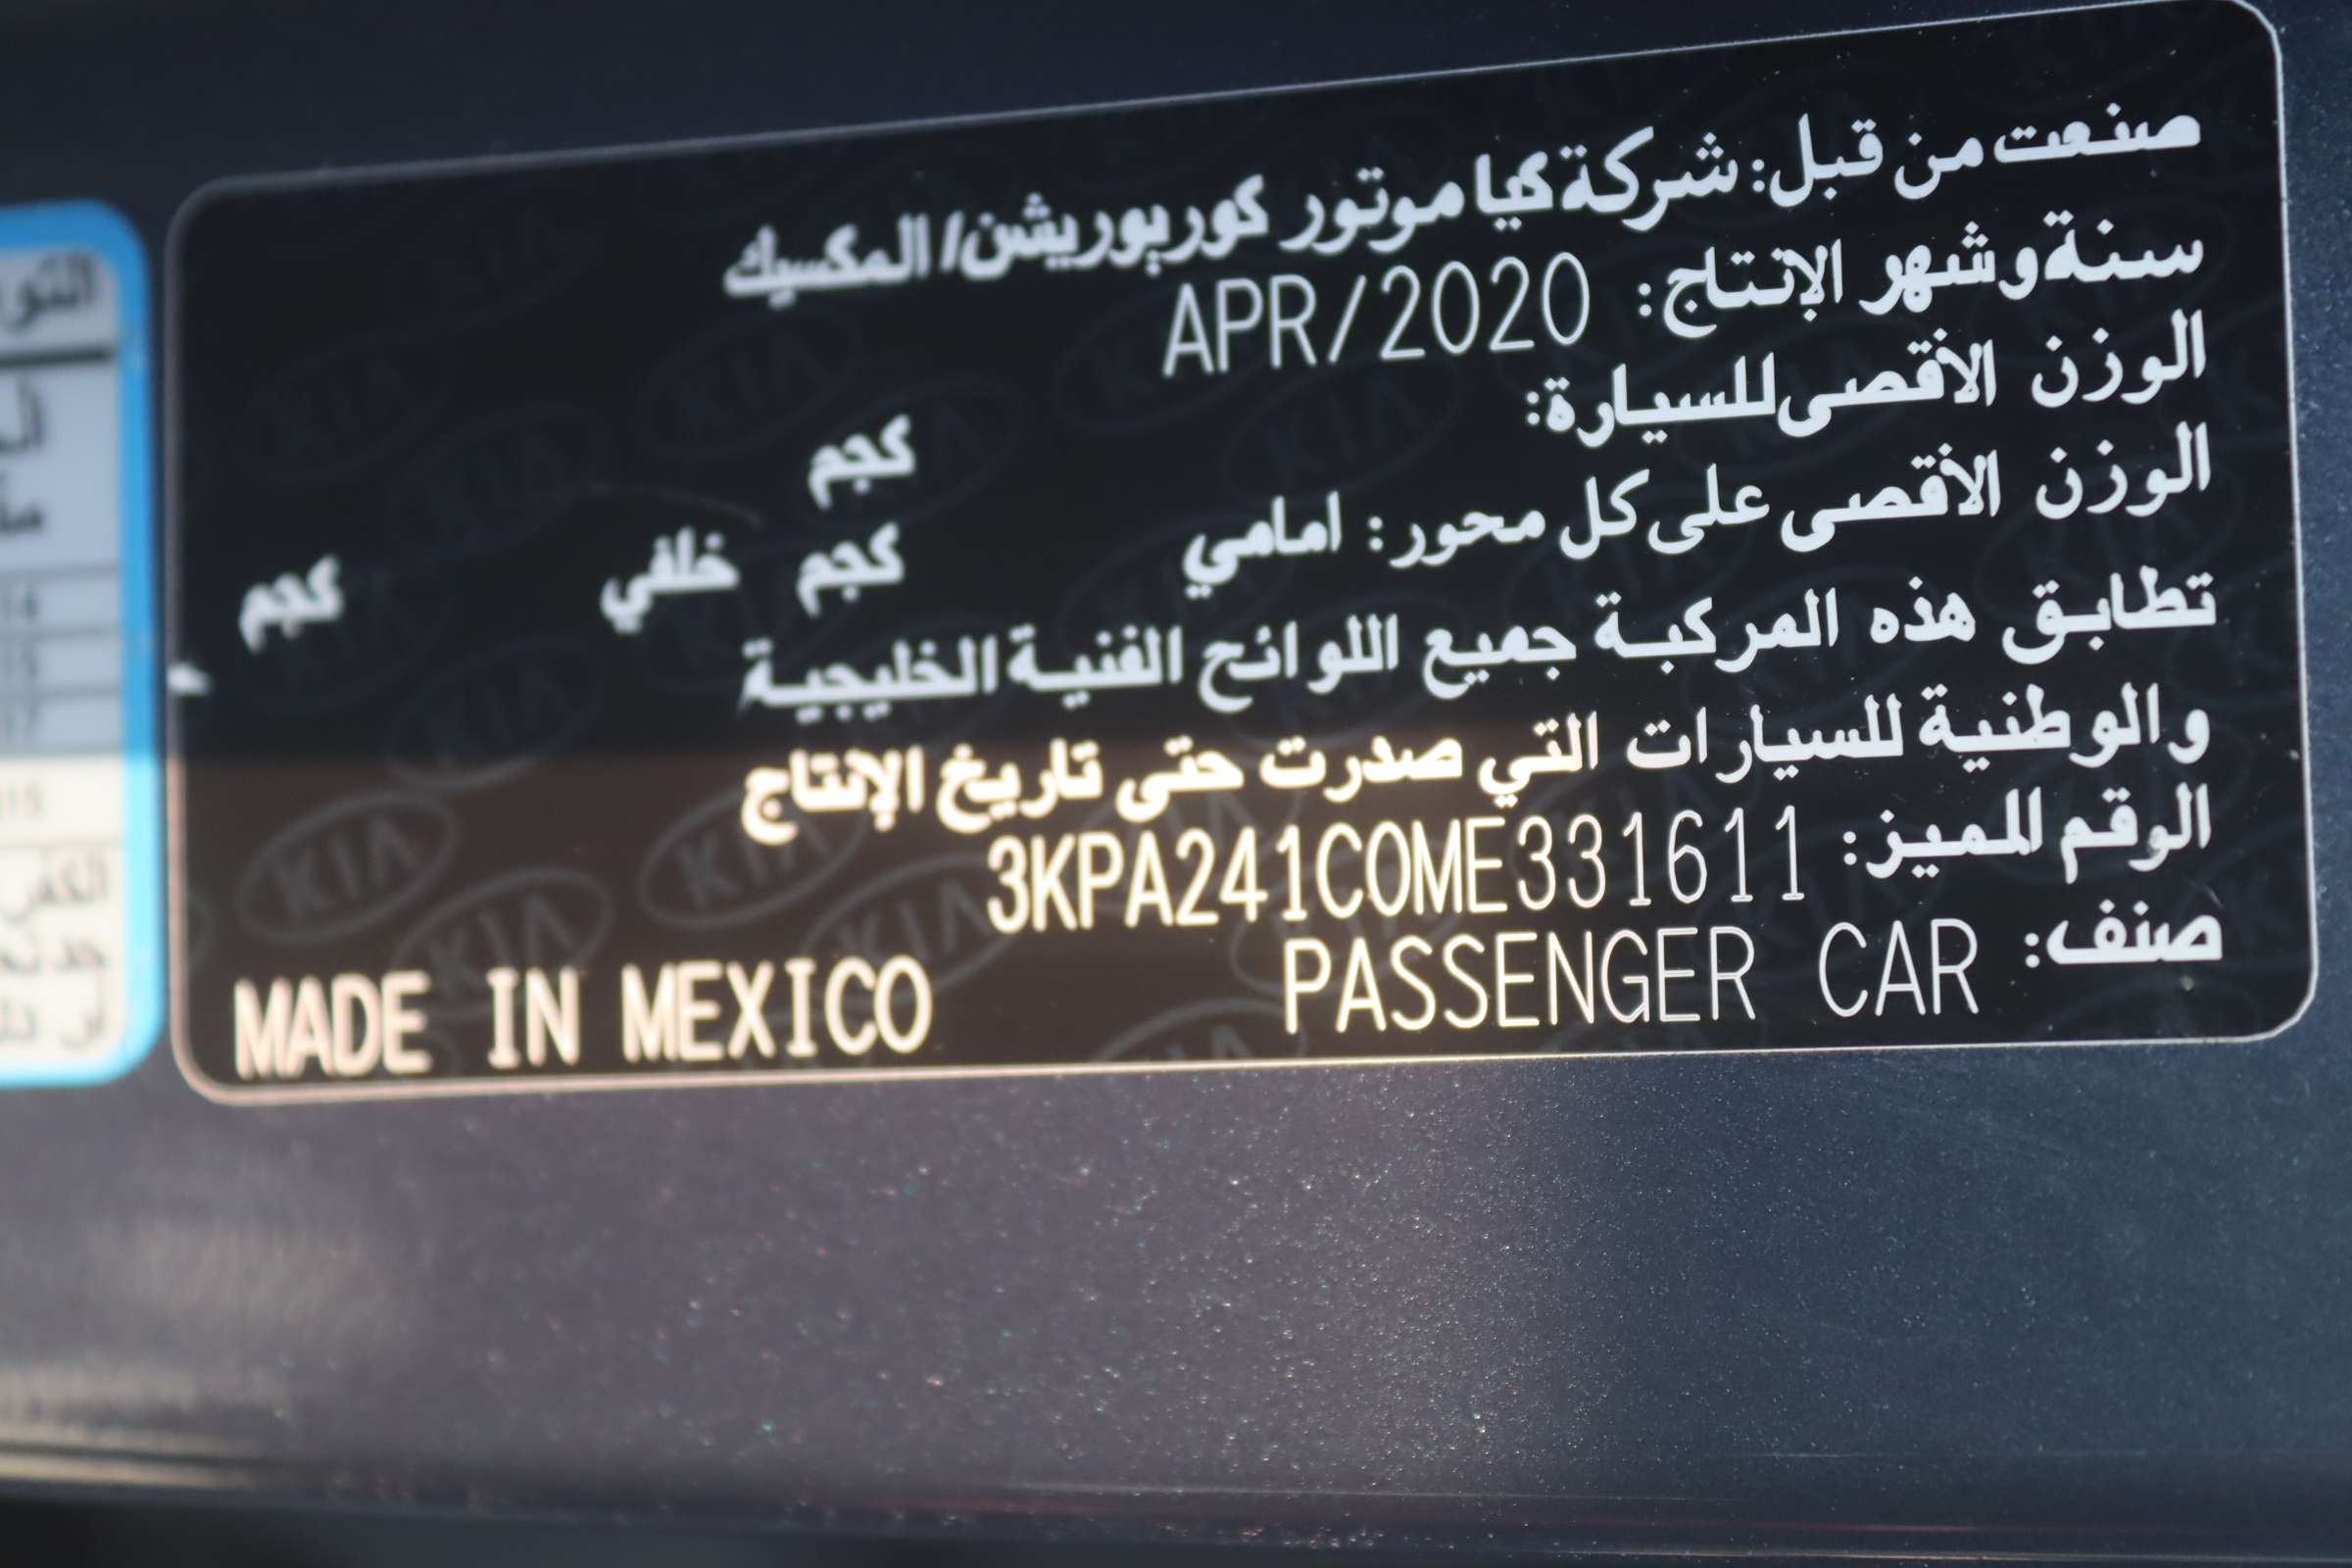 صنعت من قبل: شركة كيا موتور كوربوريشن/ المكسيك
سنة وشهر الإنتاج: APR/2020
الوزن الأقصى للسيارة: كجم
الوزن الأقصى على كل محور: امامي كجم خلفي كجم
تطابق هذه المركبة جميع اللوائح الفنية الخليجية
والوطنية للسيارات التي صدرت حتى تاريخ الإنتاج
الرقم المميز: 3KPA241C0ME331611
صنف: PASSENGER CAR MADE IN MEXICO
KIA